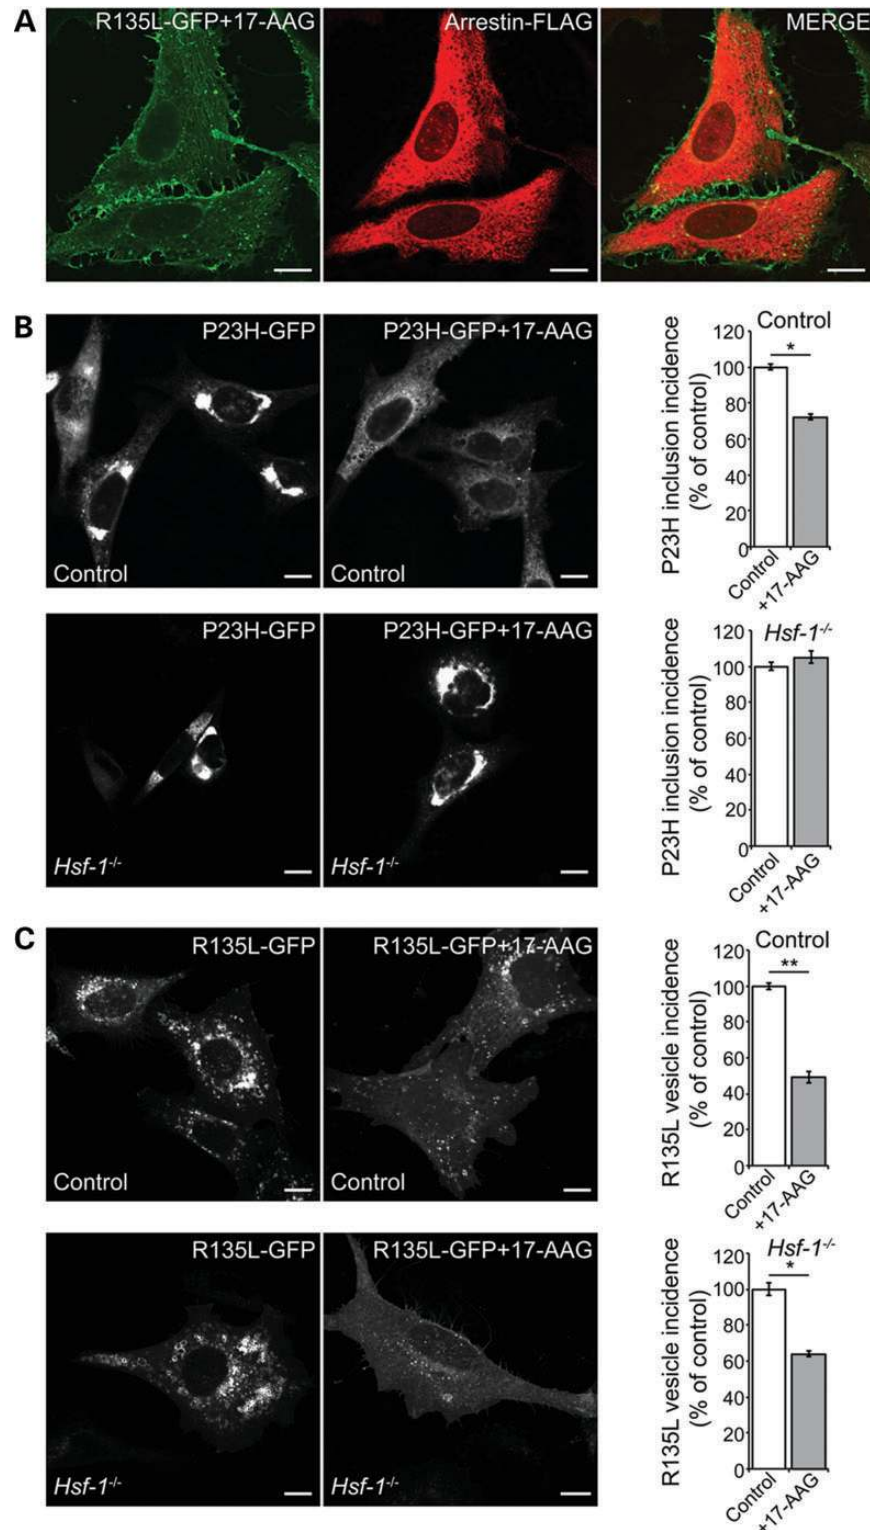 A
R135L-GFP+17-AAG
Arrestin-FLAG
MERGE
B
P23H-GFP
P23H-GFP+17-AAG
Control
Control
Control
*
P23H inclusion incidence
(% of control)
120
100
80
60
40
20
0
Control
+17-AAG
P23H-GFP
P23H-GFP+17-AAG
Hsf-1-/-
Hsf-1-/-
Hsf-1-/-
P23H inclusion incidence
(% of control)
120
100
80
60
40
20
0
Control
+17-AAG
C
R135L-GFP
R135L-GFP+17-AAG
Control
Control
Control
**
R135L vesicle incidence
(% of control)
120
100
80
60
40
20
0
Control
+17-AAG
R135L-GFP
R135L-GFP+17-AAG
Hsf-1-/-
Hsf-1-/-
Hsf-1-/-
*
R135L vesicle incidence
(% of control)
120
100
80
60
40
20
0
Control
+17-AAG